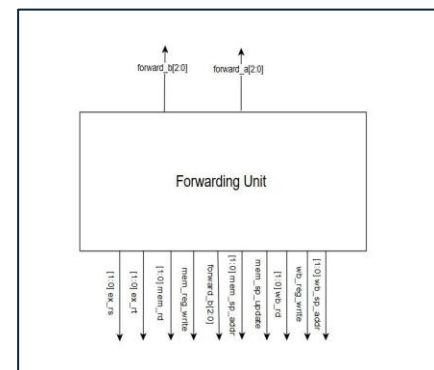 forward_b[2:0]
forward_a[2:0]
Forwarding Unit
[1:0] ex_rs
[1:0] ex_rt
[1:0] mem_rd
mem_reg_write
forward_b[2:0]
[1:0] mem_sp_addr
mem_sp_update
[1:0] wb_rd
wb_reg_write
[1:0] wb_sp_addr